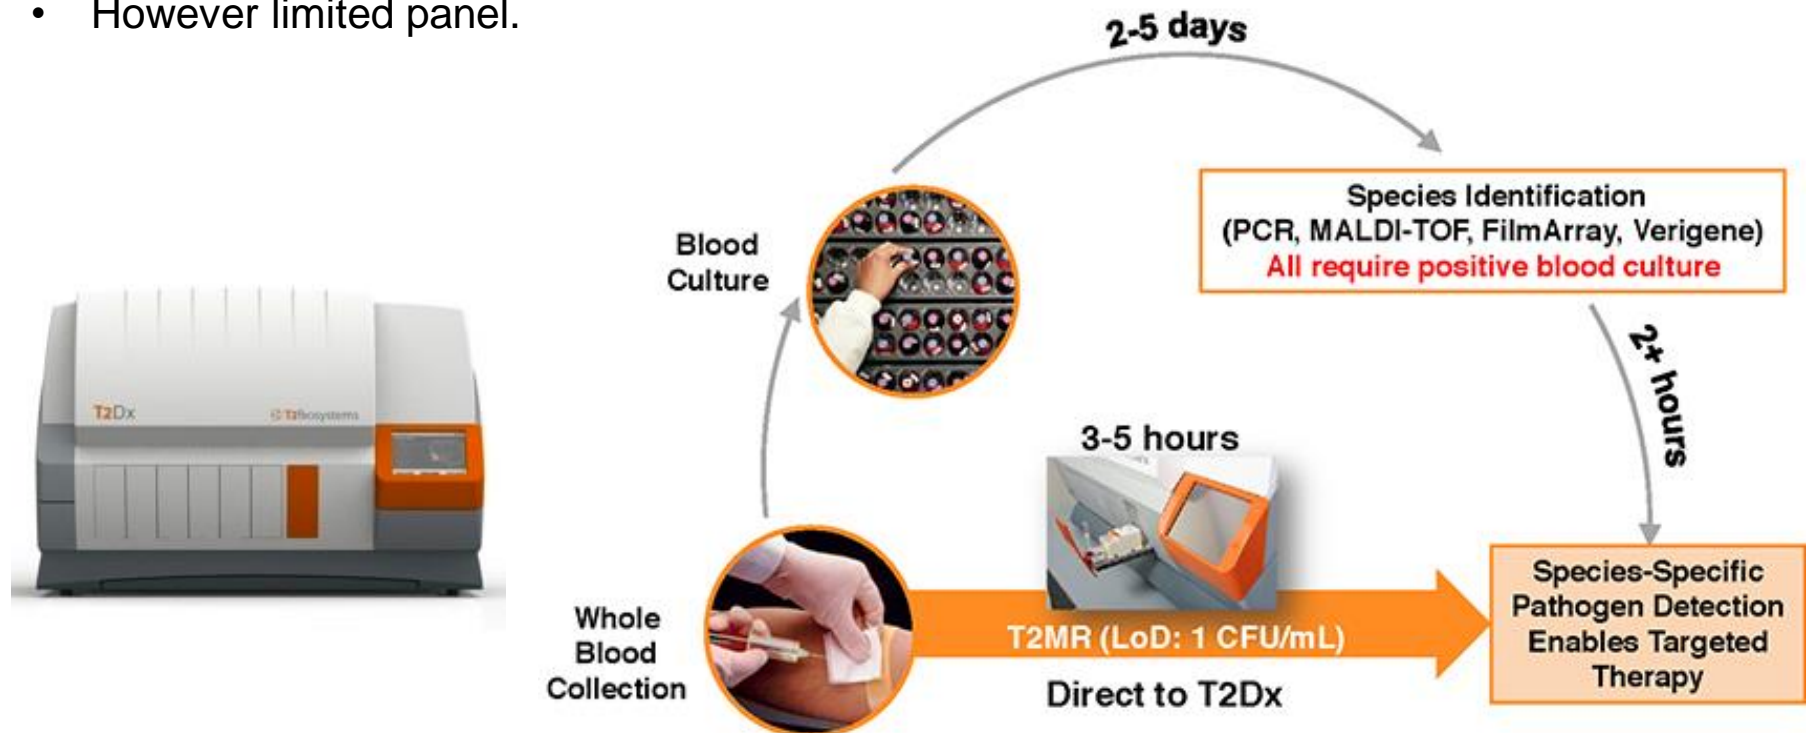 • However limited panel.
2-5 days
Blood
Culture
Species Identification
(PCR, MALDI-TOF, FilmArray, Verigene)
All require positive blood culture
2+ hours
3-5 hours
T2Dx
T2Biosystems
Whole
Blood
Collection
T2MR (LoD: 1 CFU/mL)
Direct to T2Dx
Species-Specific
Pathogen Detection
Enables Targeted
Therapy